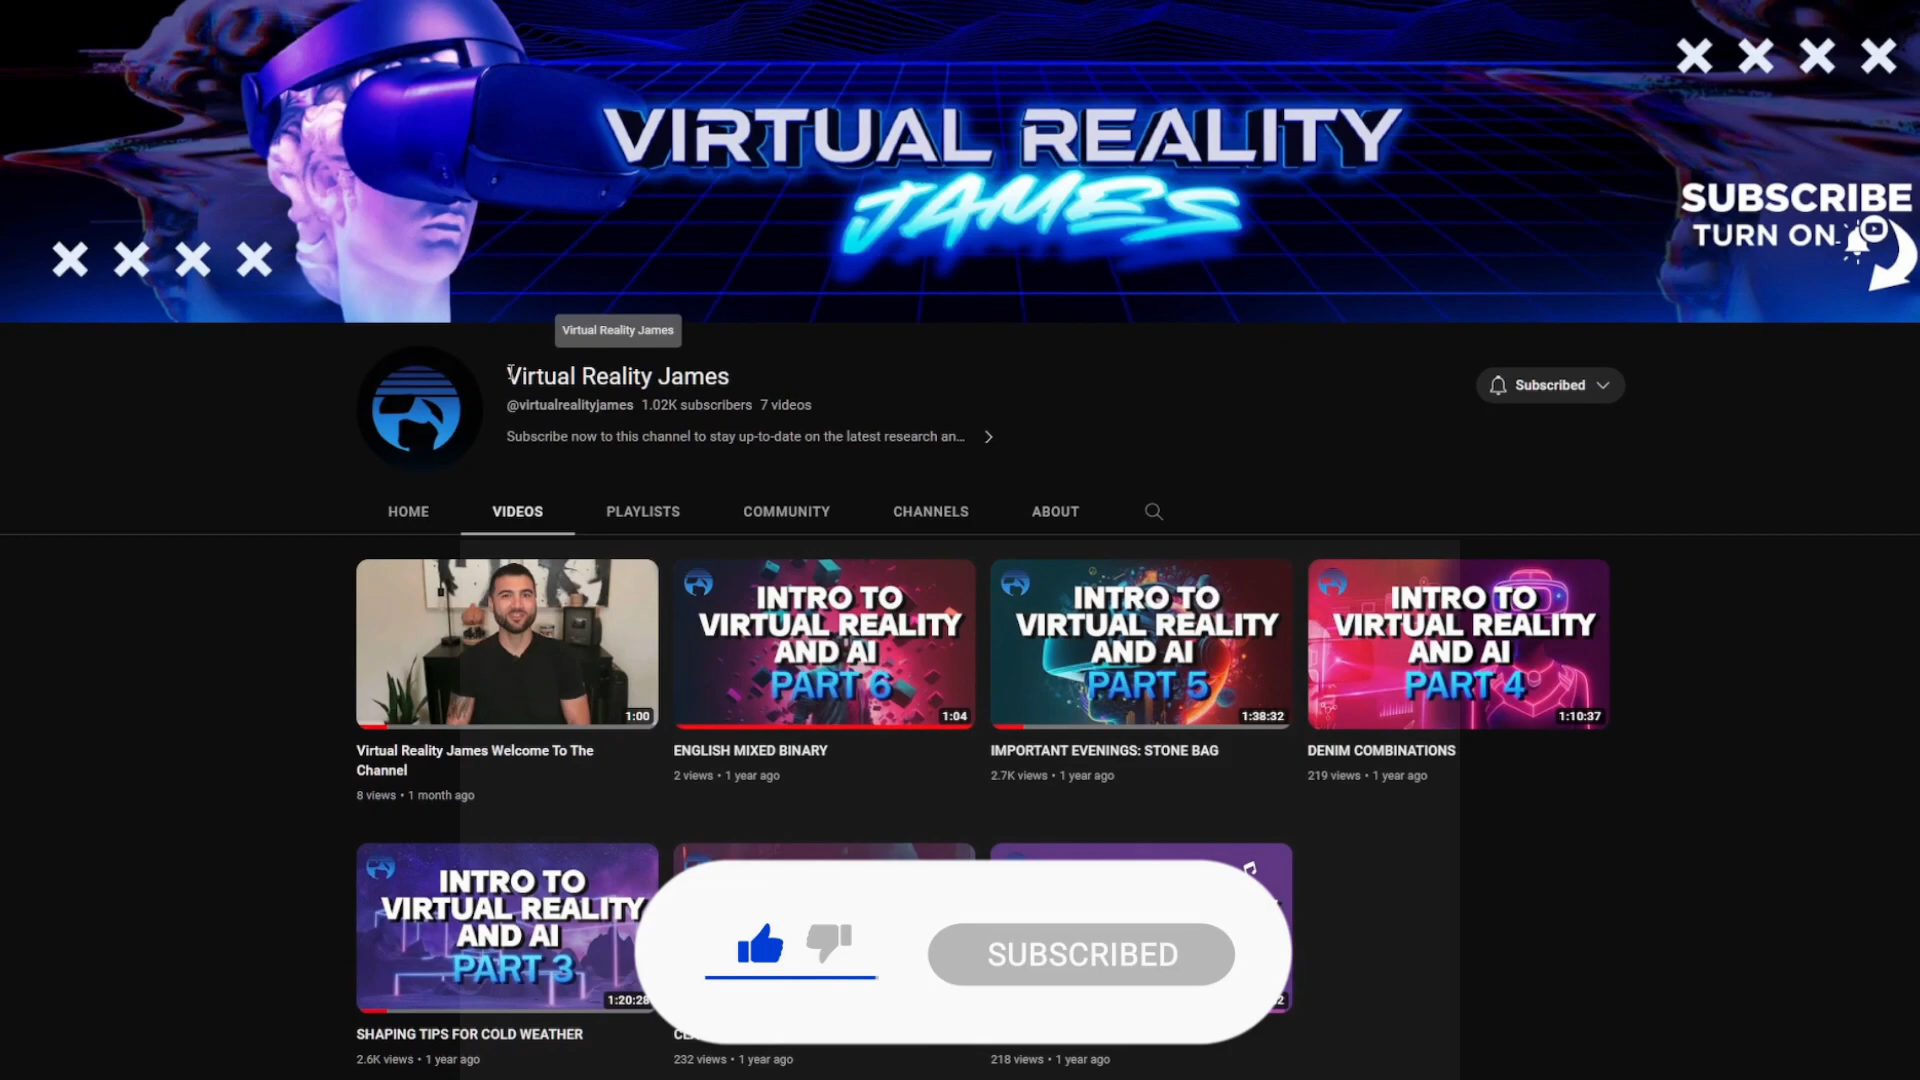 VIRTUAL REALITY
JAMES
SUBSCRIBE
TURN ON
Virtual Reality James
Virtual Reality James
@virtualrealityjames 1.02K subscribers 7 videos
Subscribe now to this channel to stay up-to-date on the latest research an...
Subscribed
HOME VIDEOS PLAYLISTS COMMUNITY CHANNELS ABOUT
1:00
Virtual Reality James Welcome To The
Channel
8 views • 1 month ago
INTRO TO
VIRTUAL REALITY
AND AI
PART 6
1:04
ENGLISH MIXED BINARY
2 views • 1 year ago
INTRO TO
VIRTUAL REALITY
AND AI
PART 5
1:38:32
IMPORTANT EVENINGS: STONE BAG
2.7K views • 1 year ago
INTRO TO
VIRTUAL REALITY
AND AI
PART 4
1:10:37
DENIM COMBINATIONS
219 views • 1 year ago
INTRO TO
VIRTUAL REALITY
AND AI
PART 3
1:20:28
SHAPING TIPS FOR COLD WEATHER
2.6K views • 1 year ago
232 views • 1 year ago
218 views • 1 year ago
SUBSCRIBED